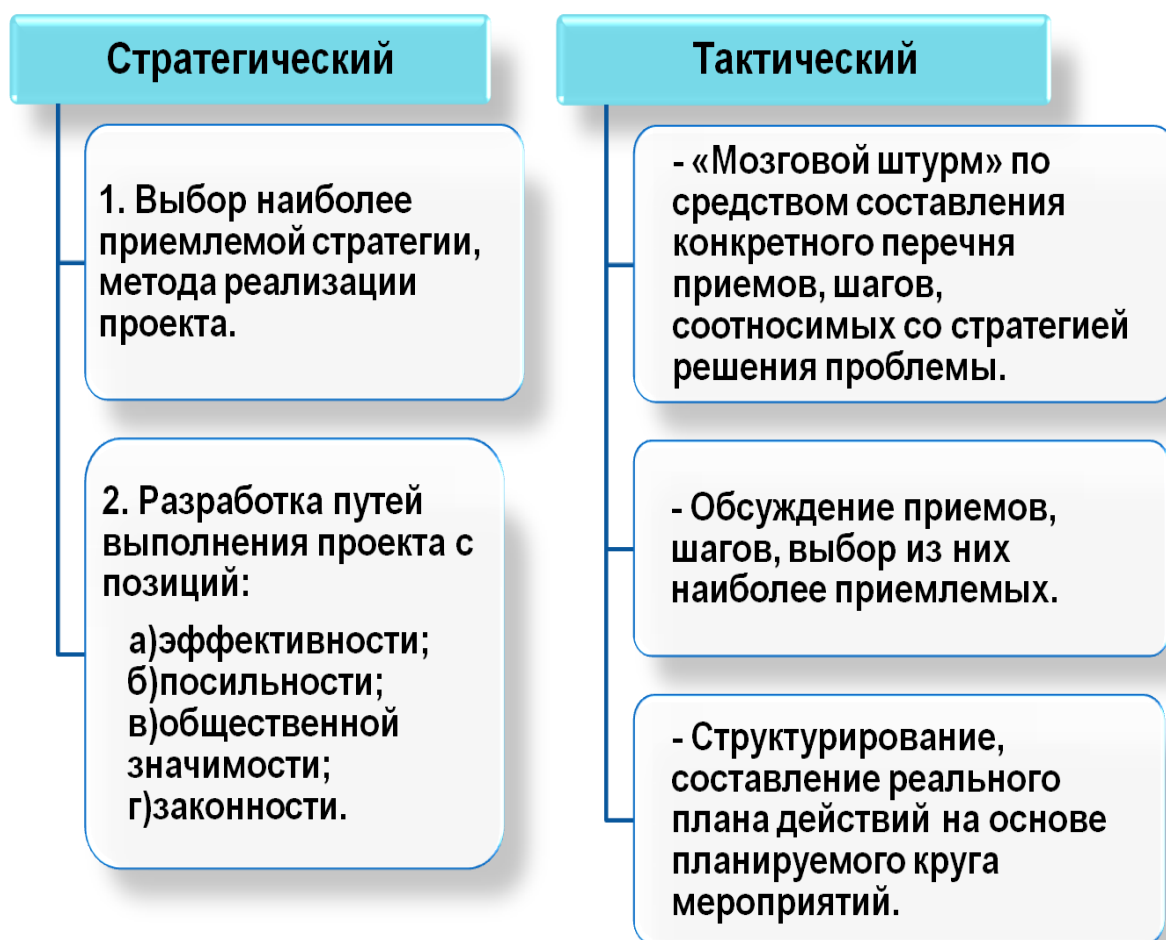 Стратегический
1. Выбор наиболее
приемлемой стратегии,
метода реализации
проекта.
2. Разработка путей
выполнения проекта с
позиций:
а)эффективности;
б)посильности;
в)общественной
значимости;
г)законности.
Тактический
- «Мозговой штурм» по
средством составления
конкретного перечня
приемов, шагов,
соотносимых со стратегией
решения проблемы.
- Обсуждение приемов,
шагов, выбор из них
наиболее приемлемых.
- Структурирование,
составление реального
плана действий на основе
планируемого круга
мероприятий.